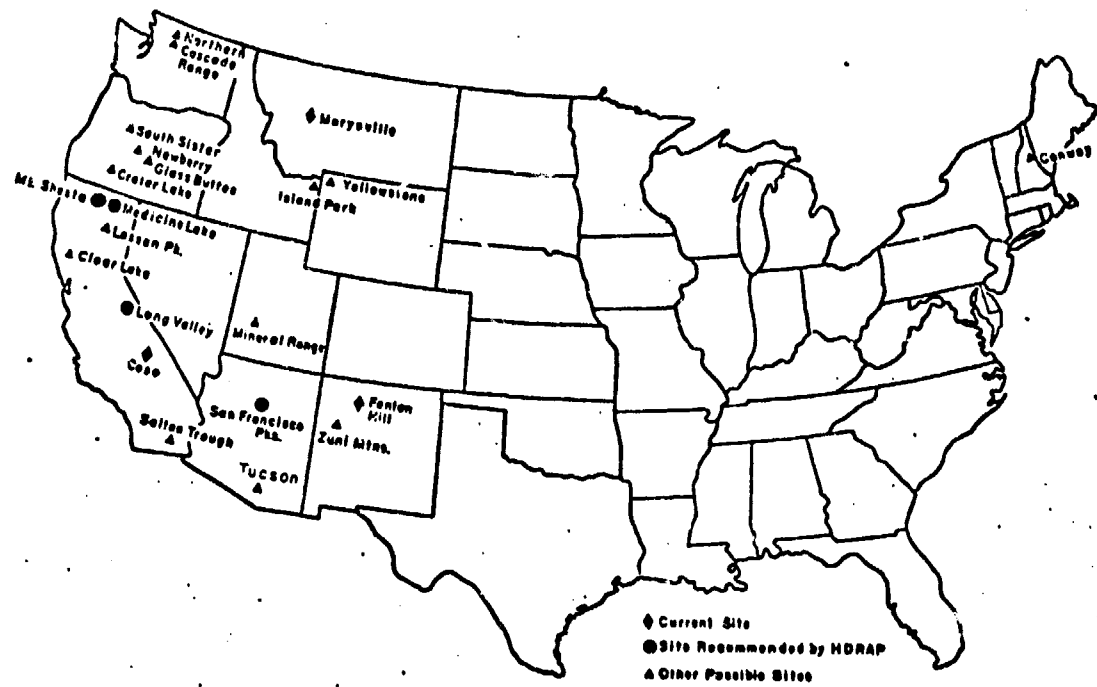 Northern
Cascade
Range
Marysville
South Sister
Newberry
Glass Buttes
Crater Lake
Yellowstone
Island Park
Conway
Mt. Shasta
Medicine Lake
Lassen Pk.
Clear Lake
Long Valley
Mineral Range
Coso
San Francisco
Pks.
Fenton
Hill
Zuni Mtns.
Salton Trough
Tucson
Current Site
Site Recommended by HDRAP
Other Possible Sites